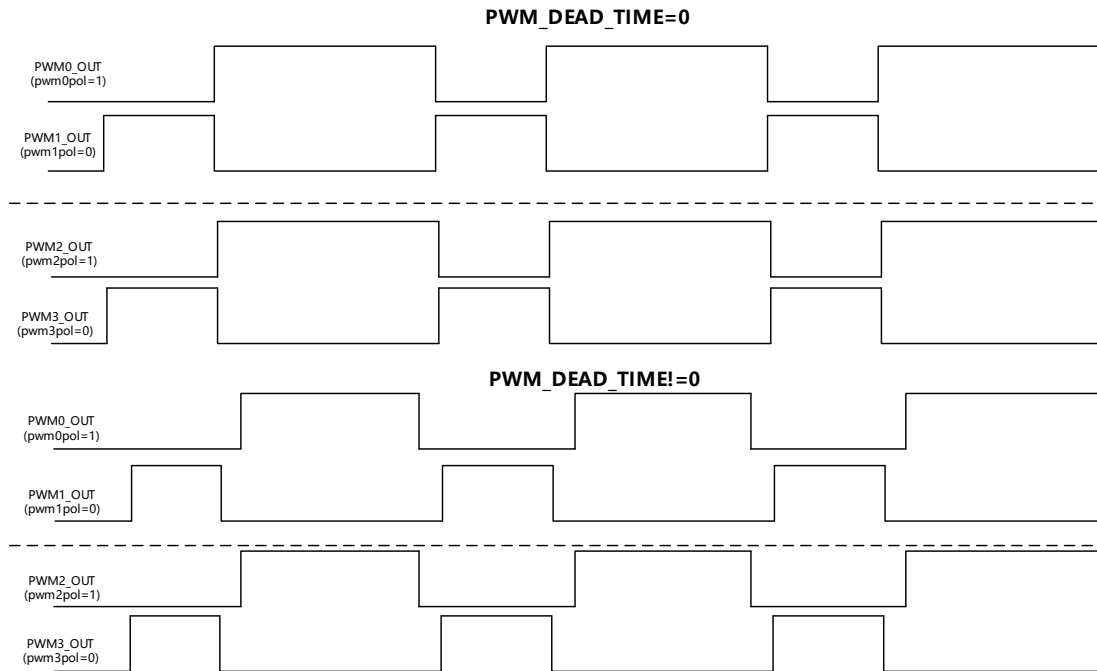 PWM_DEAD_TIME=0
PWM0_OUT
(pwm0pol=1)
PWM1_OUT
(pwm1pol=0)
PWM2_OUT
(pwm2pol=1)
PWM3_OUT
(pwm3pol=0)
PWM_DEAD_TIME!=0
PWM0_OUT
(pwm0pol=1)
PWM1_OUT
(pwm1pol=0)
PWM2_OUT
(pwm2pol=1)
PWM3_OUT
(pwm3pol=0)